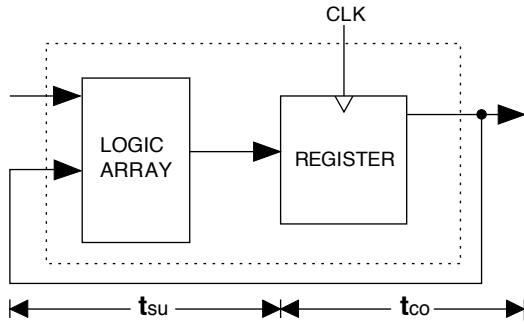 CLK
LOGIC
ARRAY
REGISTER
tsu
tco